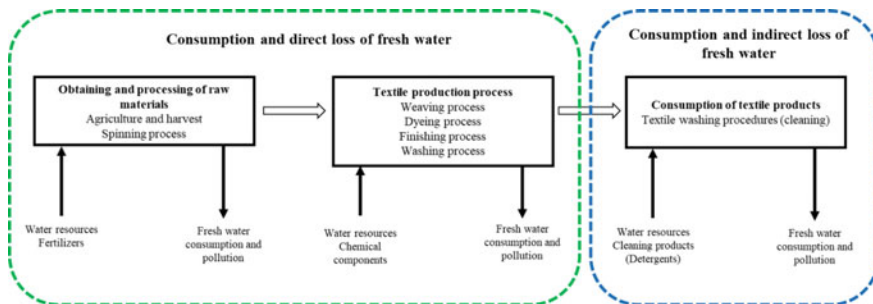 Consumption and direct loss of fresh water
Obtaining and processing of raw
materials
Agriculture and harvest
Spinning process
Water resources
Fertilizers
Fresh water
consumption and
pollution
Textile production process
Weaving process
Dyeing process
Finishing process
Washing process
Water resources
Chemical
components
Fresh water
consumption and
pollution
Consumption and indirect loss of
fresh water
Consumption of textile products
Textile washing procedures (cleaning)
Water resources
Cleaning products
(Detergents)
Fresh water
consumption and
pollution